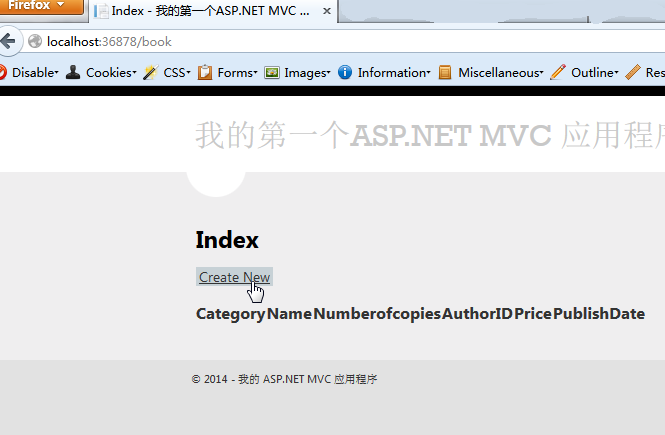 Firefox
Index - 我的第一个ASP.NET MVC ...
localhost:36878/book
Disable Cookies CSS Forms Images Information Miscellaneous Outline Res
我的第一个ASP.NET MVC 应用程序
Index
Create New
CategoryNameNumberofcopiesAuthorIDPricePublishDate
© 2014 - 我的 ASP.NET MVC 应用程序